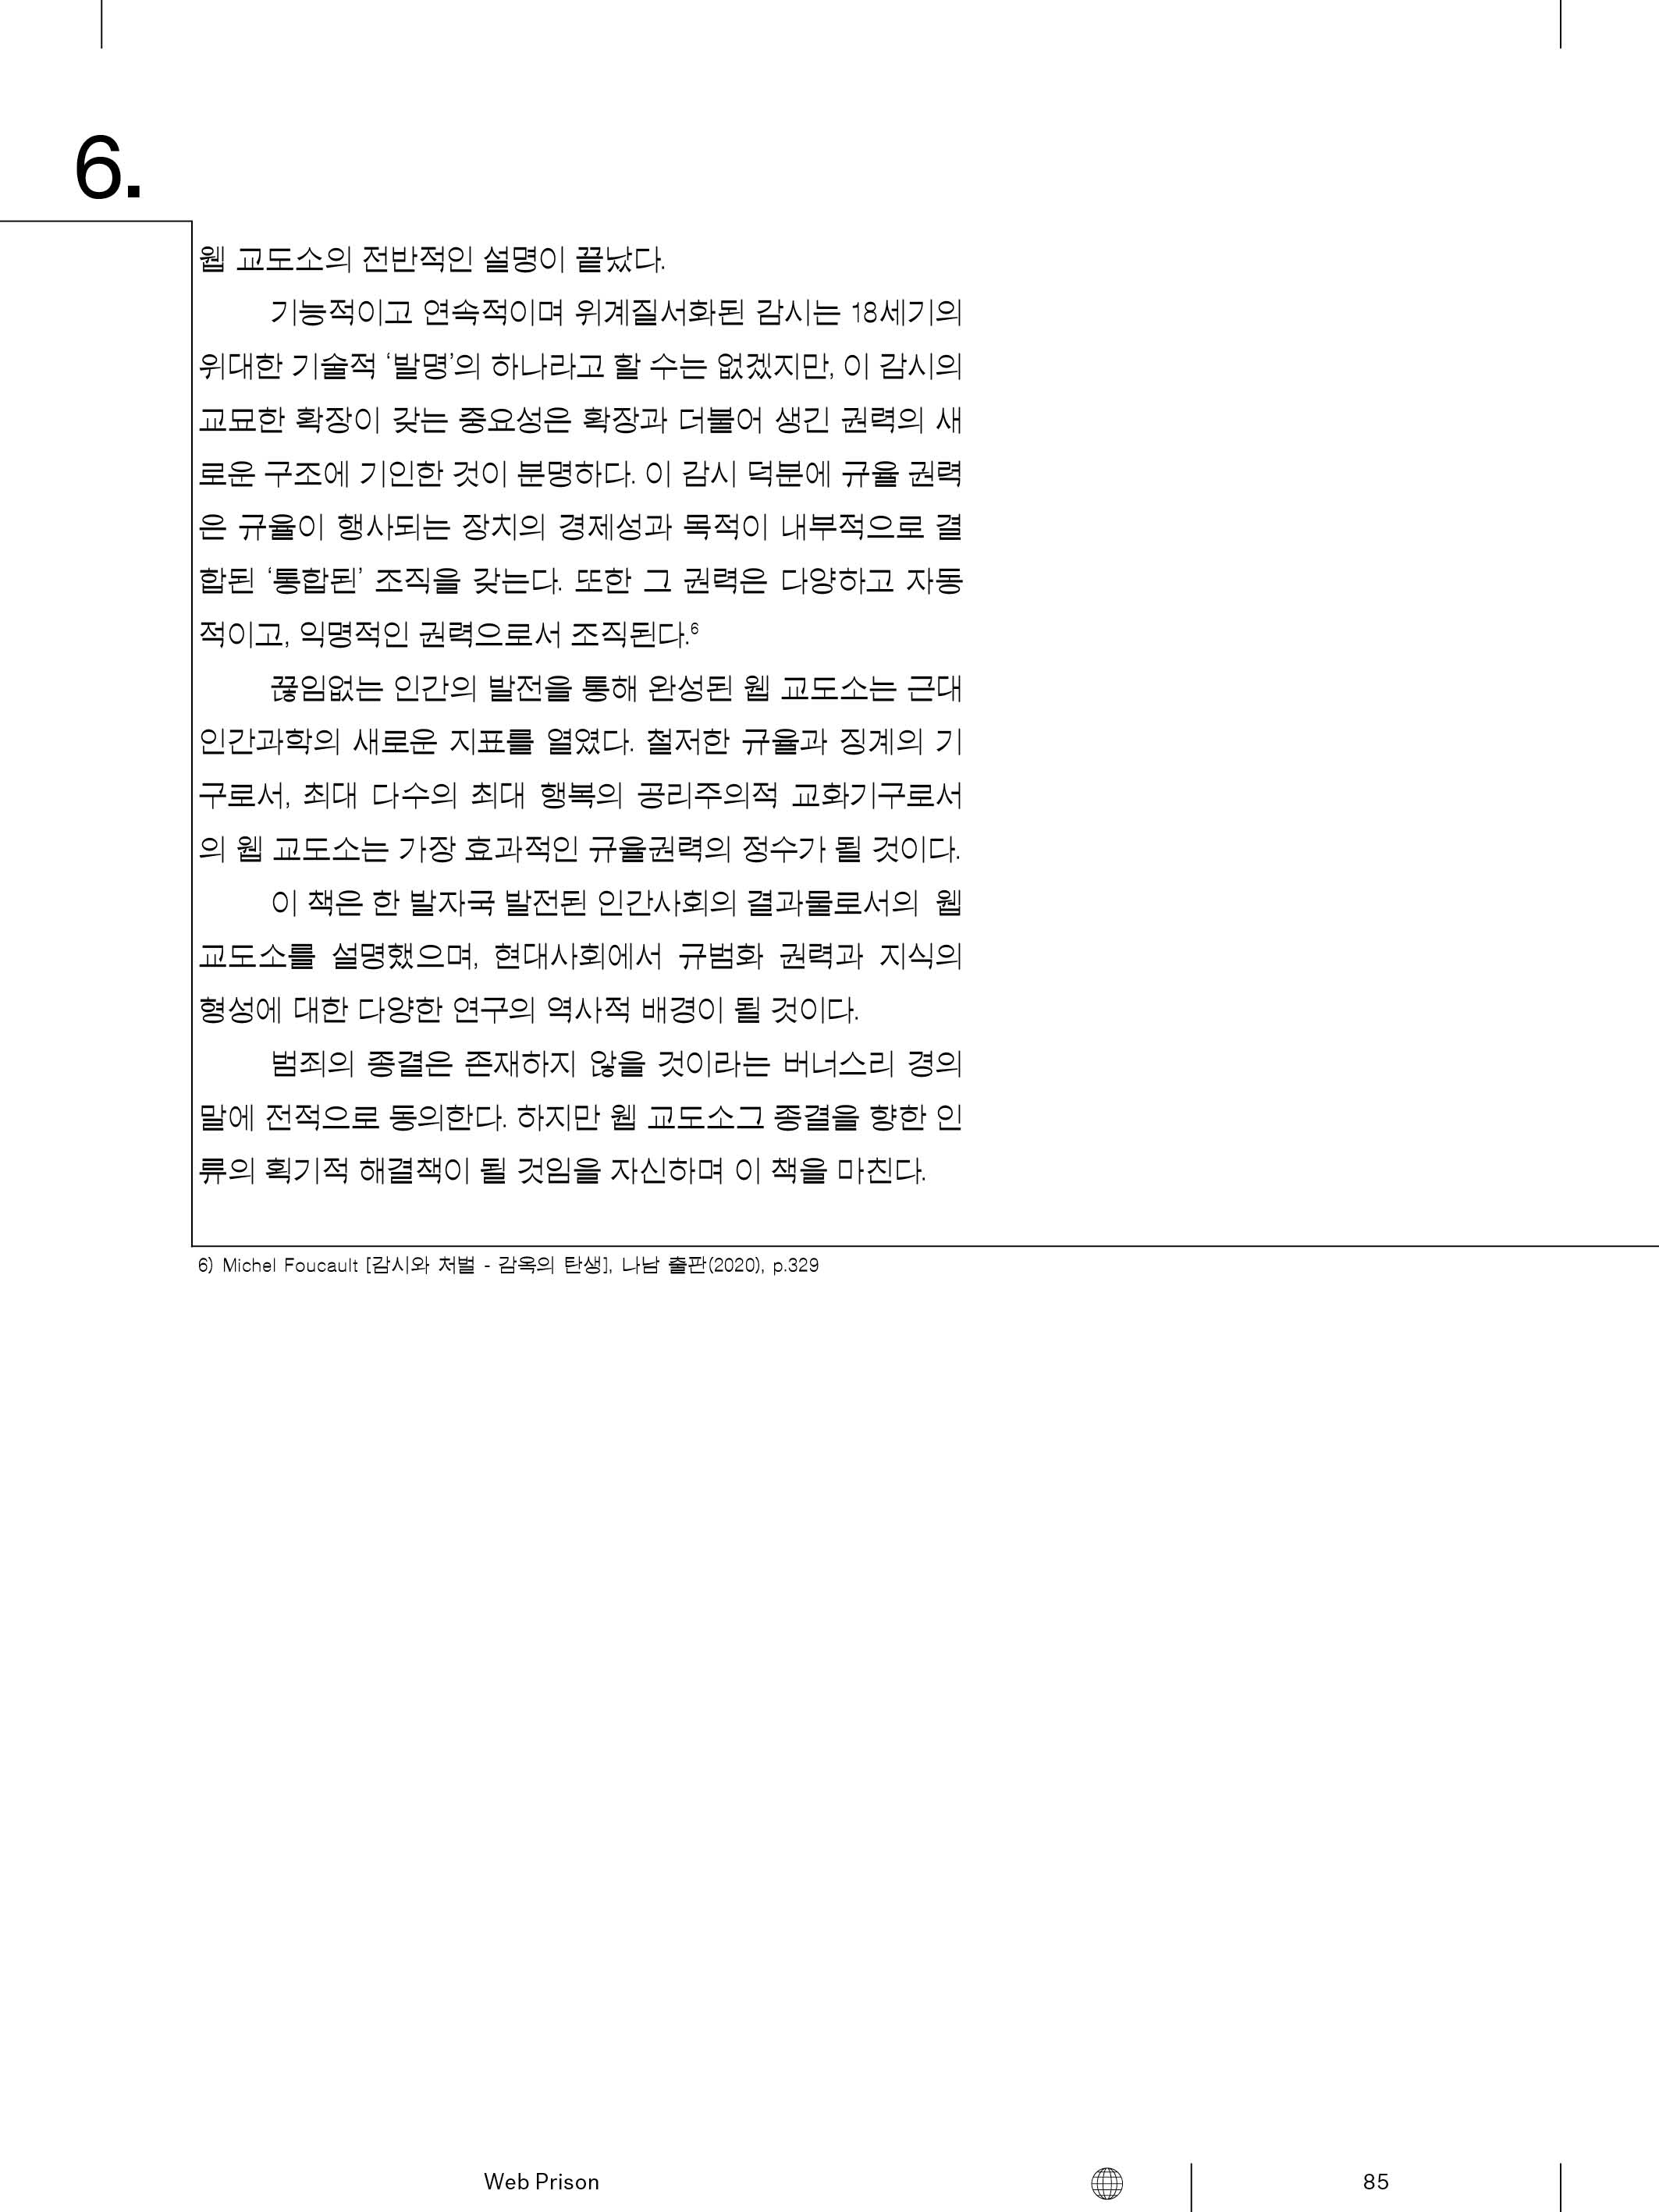 6.
웹 교도소의 전반적인 설명이 끝났다.
기능적이고 연속적이며 위계질서화된 감시는 18세기의
위대한 기술적 ‘발명’의 하나라고 할 수는 없겠지만, 이 감시의
교묘한 확장이 갖는 중요성은 확장과 더불어 생긴 권력의 새
로운 구조에 기인한 것이 분명하다. 이 감시 덕분에 규율 권력
은 규율이 행사되는 장치의 경제성과 목적이 내부적으로 결
합된 ‘통합된’ 조직을 갖는다. 또한 그 권력은 다양하고 자동
적이고, 익명적인 권력으로서 조직된다.⁶
끊임없는 인간의 발전을 통해 완성된 웹 교도소는 근대
인간과학의 새로운 지표를 열였다. 철저한 규율과 징계의 기
구로서, 최대 다수의 최대 행복의 공리주의적 교화기구로서
의 웹 교도소는 가장 효과적인 규율권력의 정수가 될 것이다.
이 책은 한 발자국 발전된 인간사회의 결과물로서의 웹
교도소를 설명했으며, 현대사회에서 규범화 권력과 지식의
형성에 대한 다양한 연구의 역사적 배경이 될 것이다.
범죄의 종결은 존재하지 않을 것이라는 버너스리 경의
말에 전적으로 동의한다. 하지만 웹 교도소그 종결을 향한 인
류의 획기적 해결책이 될 것임을 자신하며 이 책을 마친다.
6) Michel Foucault [감시와 처벌 - 감옥의 탄생], 나남 출판(2020), p.329
Web Prison
85